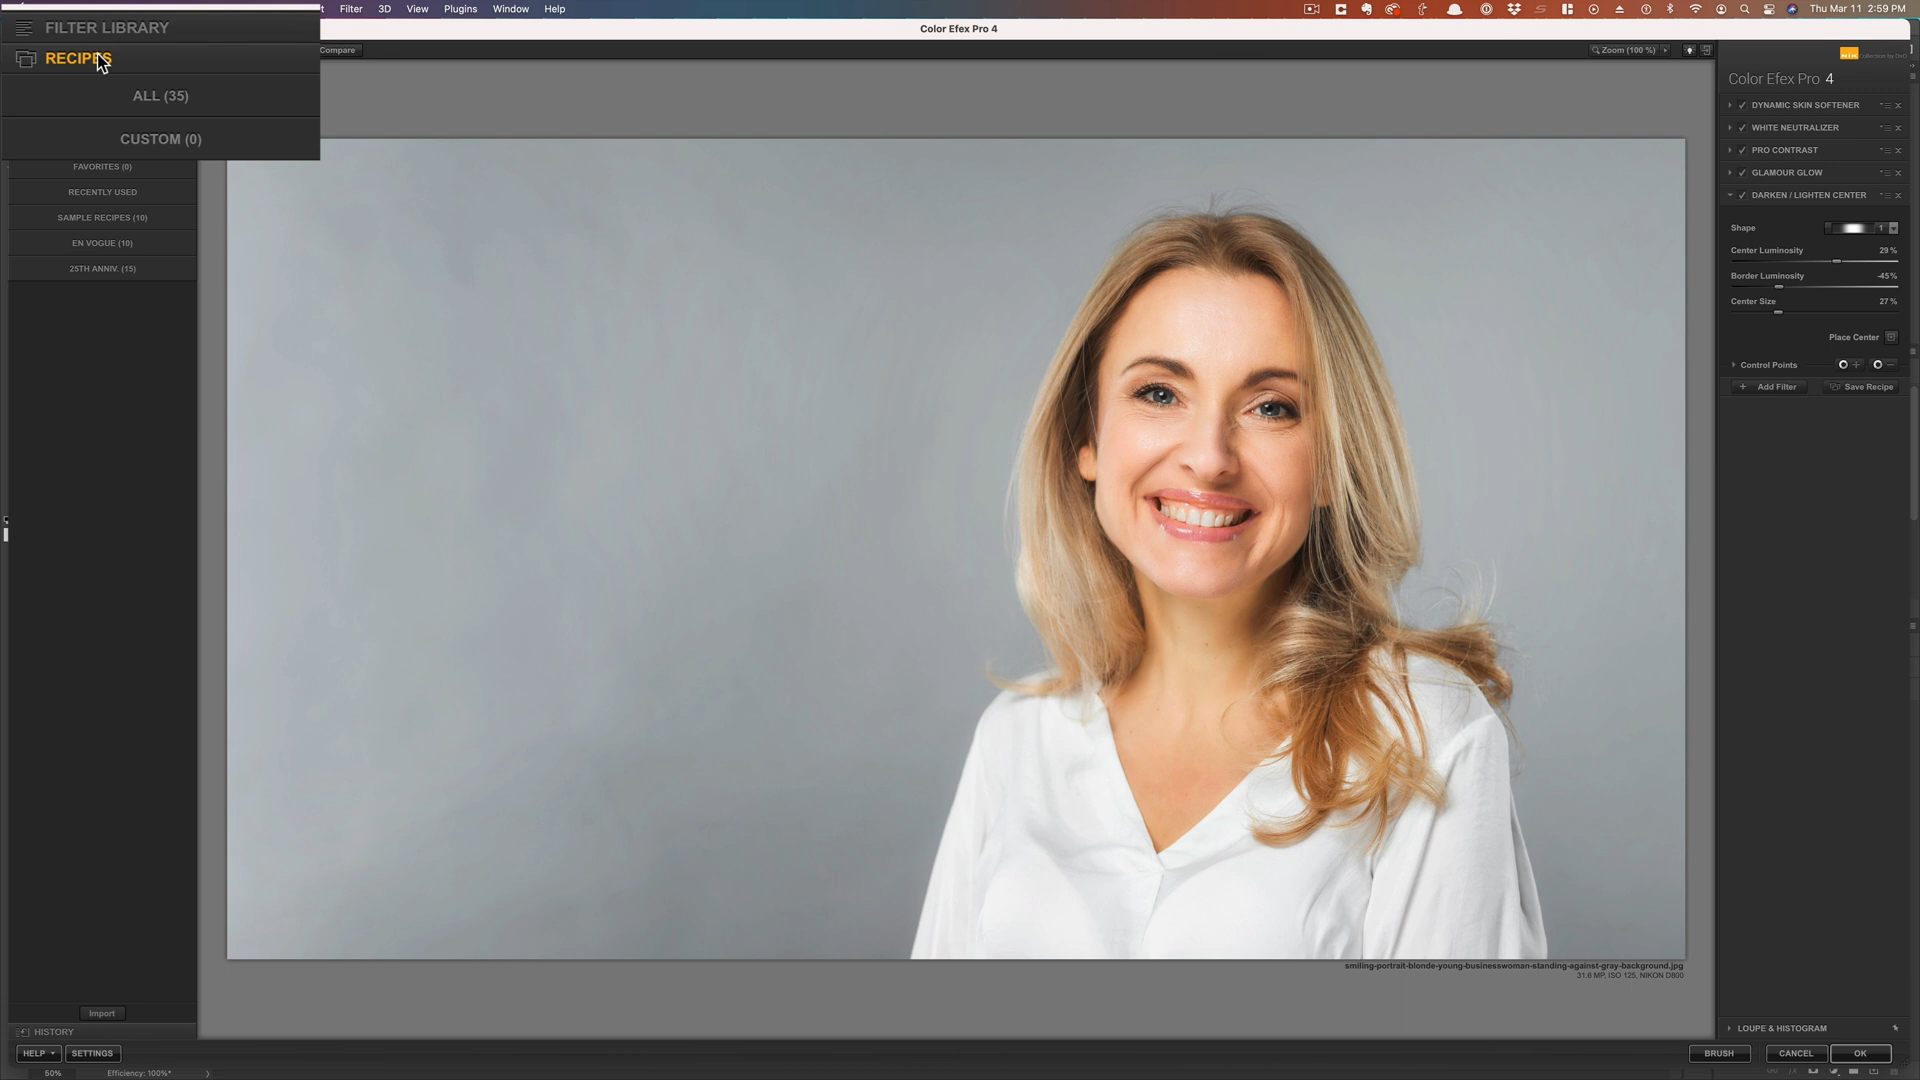 Filter 3D View Plugins Window Help
Thu Mar 11 2:59 PM
Color Efex Pro 4
FILTER LIBRARY
RECIPES
ALL (35)
CUSTOM (0)
FAVORITES (0)
RECENTLY USED
SAMPLE RECIPES (10)
EN VOGUE (10)
25TH ANNIV. (15)
Import
HISTORY
HELP
SETTINGS
50% Efficiency: 100%*
Compare
Zoom (100 %)
smiling-portrait-blonde-young-businesswoman-standing-against-gray-background.jpg
31.6 MP, ISO 125, NIKON D800
Color Efex Pro 4
DYNAMIC SKIN SOFTENER
WHITE NEUTRALIZER
PRO CONTRAST
GLAMOUR GLOW
DARKEN / LIGHTEN CENTER
Shape 1
Center Luminosity 29 %
Border Luminosity -45%
Center Size 27 %
Place Center
Control Points
Add Filter Save Recipe
LOUPE & HISTOGRAM
BRUSH CANCEL OK